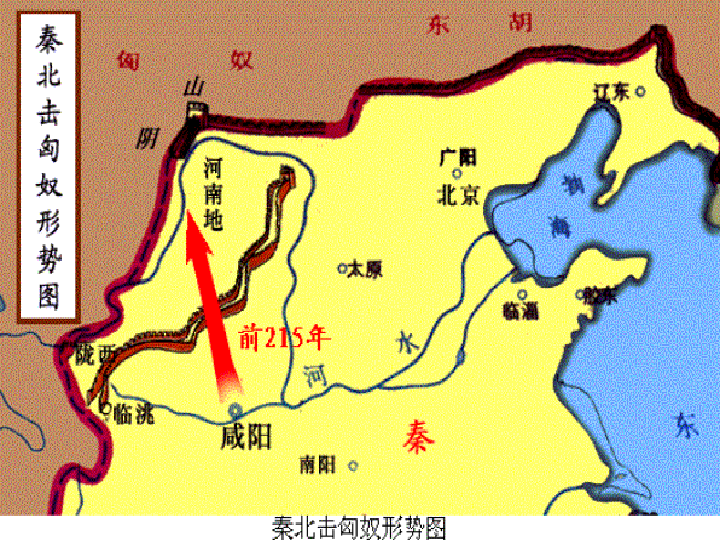 秦北击匈奴形势图
匈 奴
东 胡
山
阴
辽东
河南地
广阳
北京
渤
海
太原
临淄
胶东
前215年
陇西
临洮
河 水
咸阳
秦
东
南阳
秦北击匈奴形势图